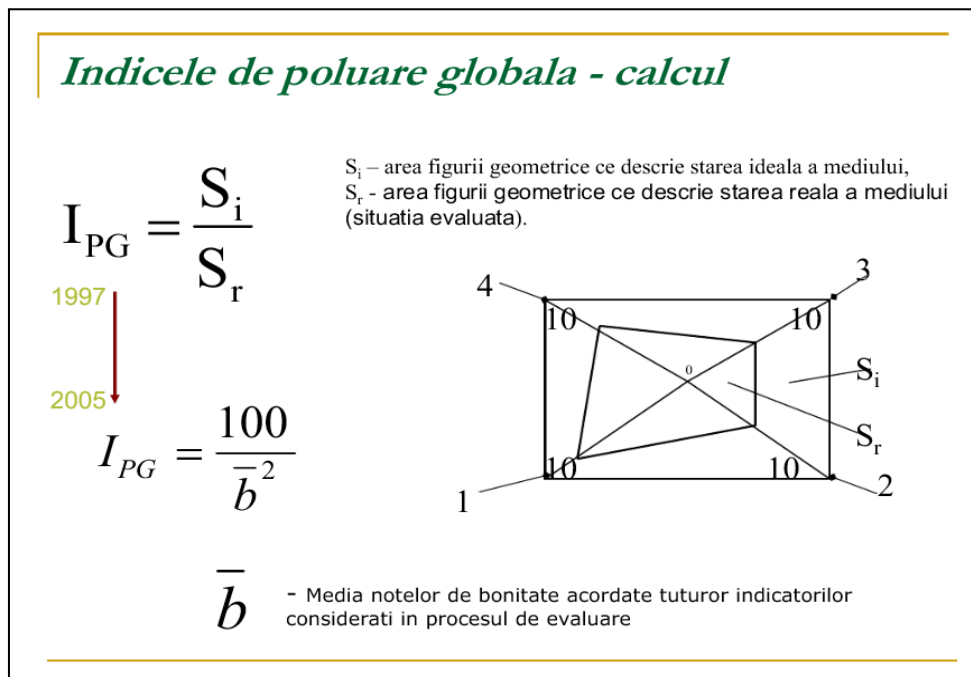 Indicele de poluare globala - calcul
I_PG = S_i / S_r
S_i – area figurii geometrice ce descrie starea ideala a mediului,
S_r - area figurii geometrice ce descrie starea reala a mediului
(situatia evaluata).
1997
2005
I_PG = 100 / b̅²
4
3
10
10
0
S_i
S_r
10
10
1
2
b̅ - Media notelor de bonitate acordate tuturor indicatorilor
considerati in procesul de evaluare